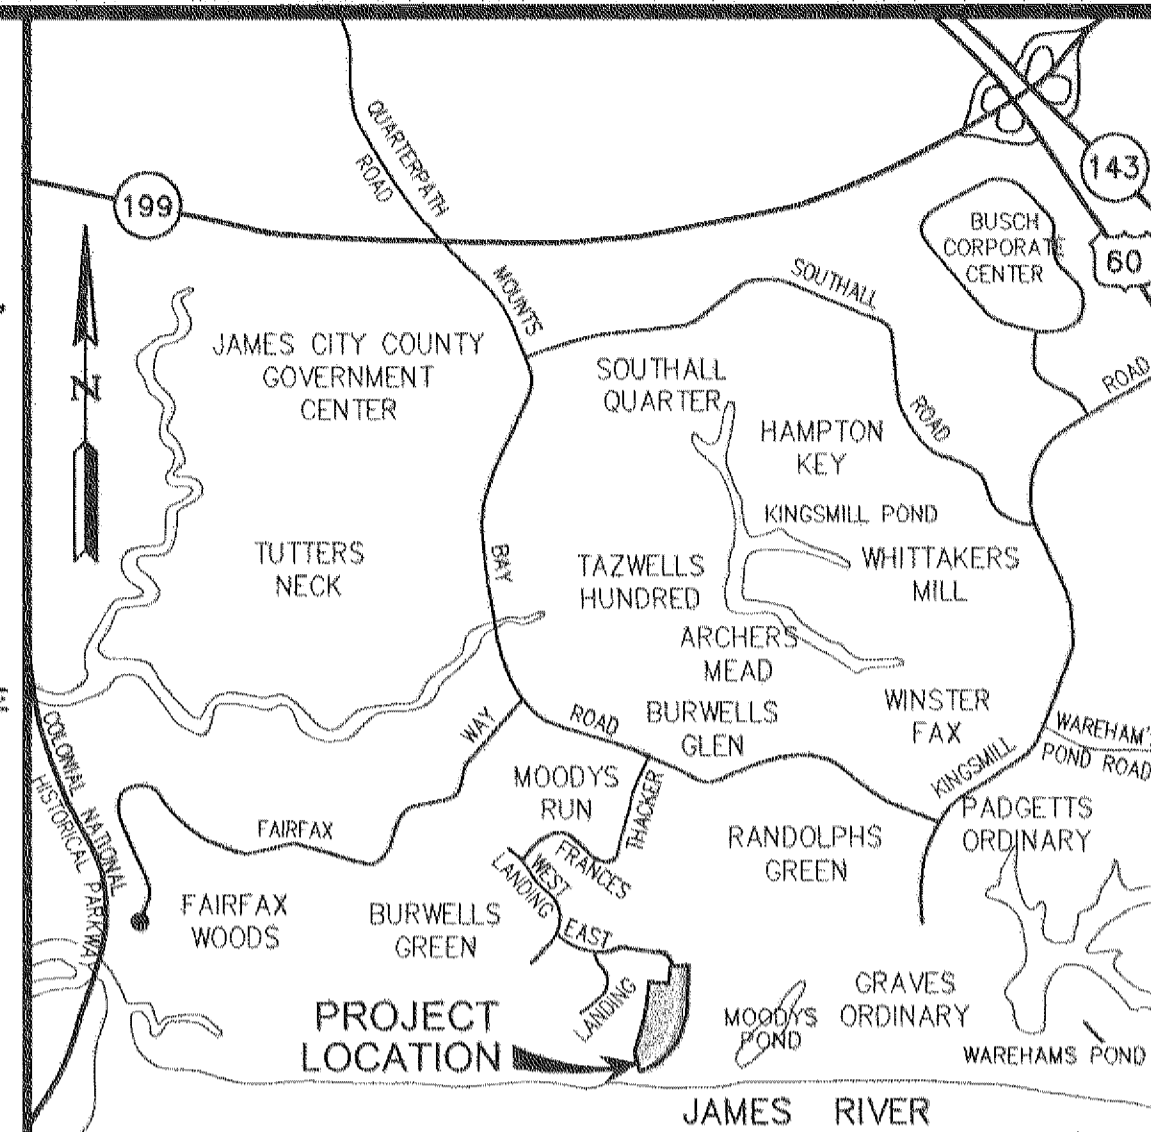 QUARTERPATH
ROAD
143
199
BUSCH
CORPORATE
CENTER
60
MOUNTS
SOUTHALL
JAMES CITY COUNTY
GOVERNMENT
CENTER
N
SOUTHALL
QUARTER
ROAD
ROAD
HAMPTON
KEY
KINGSMILL POND
BAY
TUTTERS
NECK
TAZWELLS
HUNDRED
WHITTAKERS
MILL
ARCHERS
MEAD
WINSTER
FAX
BURWELLS
GLEN
ROAD
WAY
WAREHAM'S
POND ROAD
KINGSMILL
COLONIAL NATIONAL
HISTORICAL PARKWAY
MOODYS
RUN
THACKER
PADGETTS
ORDINARY
FAIRFAX
RANDOLPHS
GREEN
FRANCES
WEST
LANDING
FAIRFAX
WOODS
BURWELLS
GREEN
EAST
LANDING
GRAVES
ORDINARY
MOODYS
POND
PROJECT
LOCATION
WAREHAMS POND
JAMES RIVER